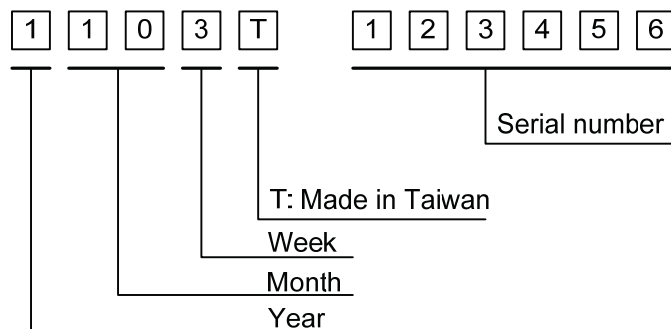 1 1 0 3 T 1 2 3 4 5 6
Serial number
T: Made in Taiwan
Week
Month
Year